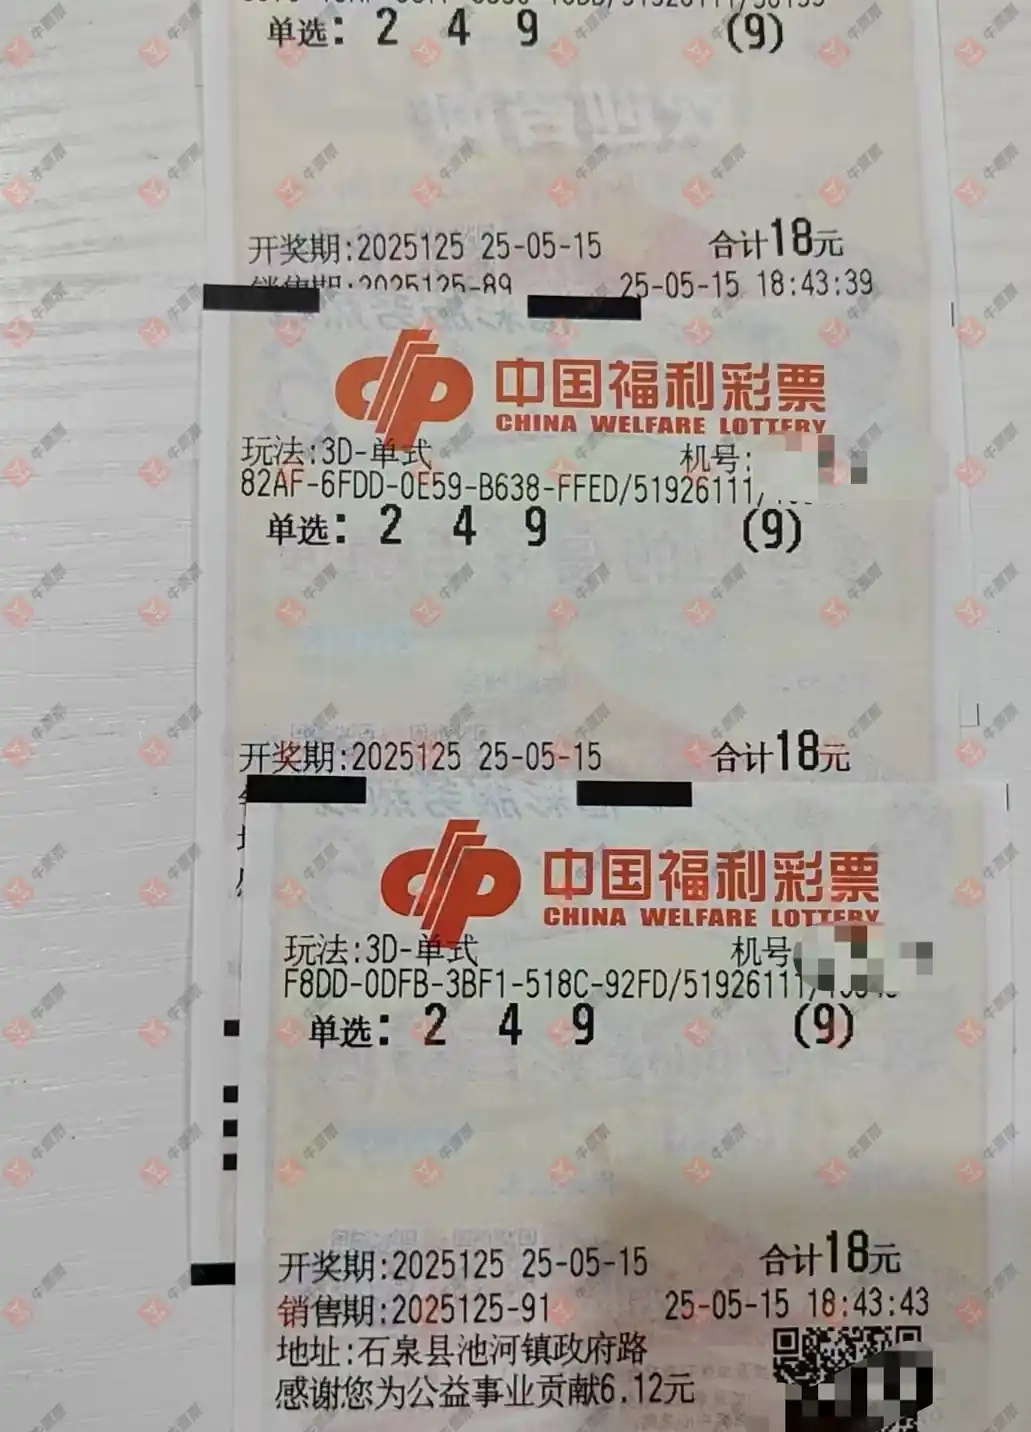 单选: 2 4 9 (9)
开奖期:2025125 25-05-15 合计18元
销售期:2025125-89 25-05-15 18:43:39
中国福利彩票
CHINA WELFARE LOTTERY
玩法:3D-单式 机号:
82AF-6FDD-0E59-B638-FFED/51926111/
单选: 2 4 9 (9)
开奖期:2025125 25-05-15 合计18元
中国福利彩票
CHINA WELFARE LOTTERY
玩法:3D-单式 机号
F8DD-0DFB-3BF1-518C-92FD/51926111/
单选: 2 4 9 (9)
开奖期:2025125 25-05-15 合计18元
销售期:2025125-91 25-05-15 18:43:43
地址:石泉县池河镇政府路
感谢您为公益事业贡献6.12元